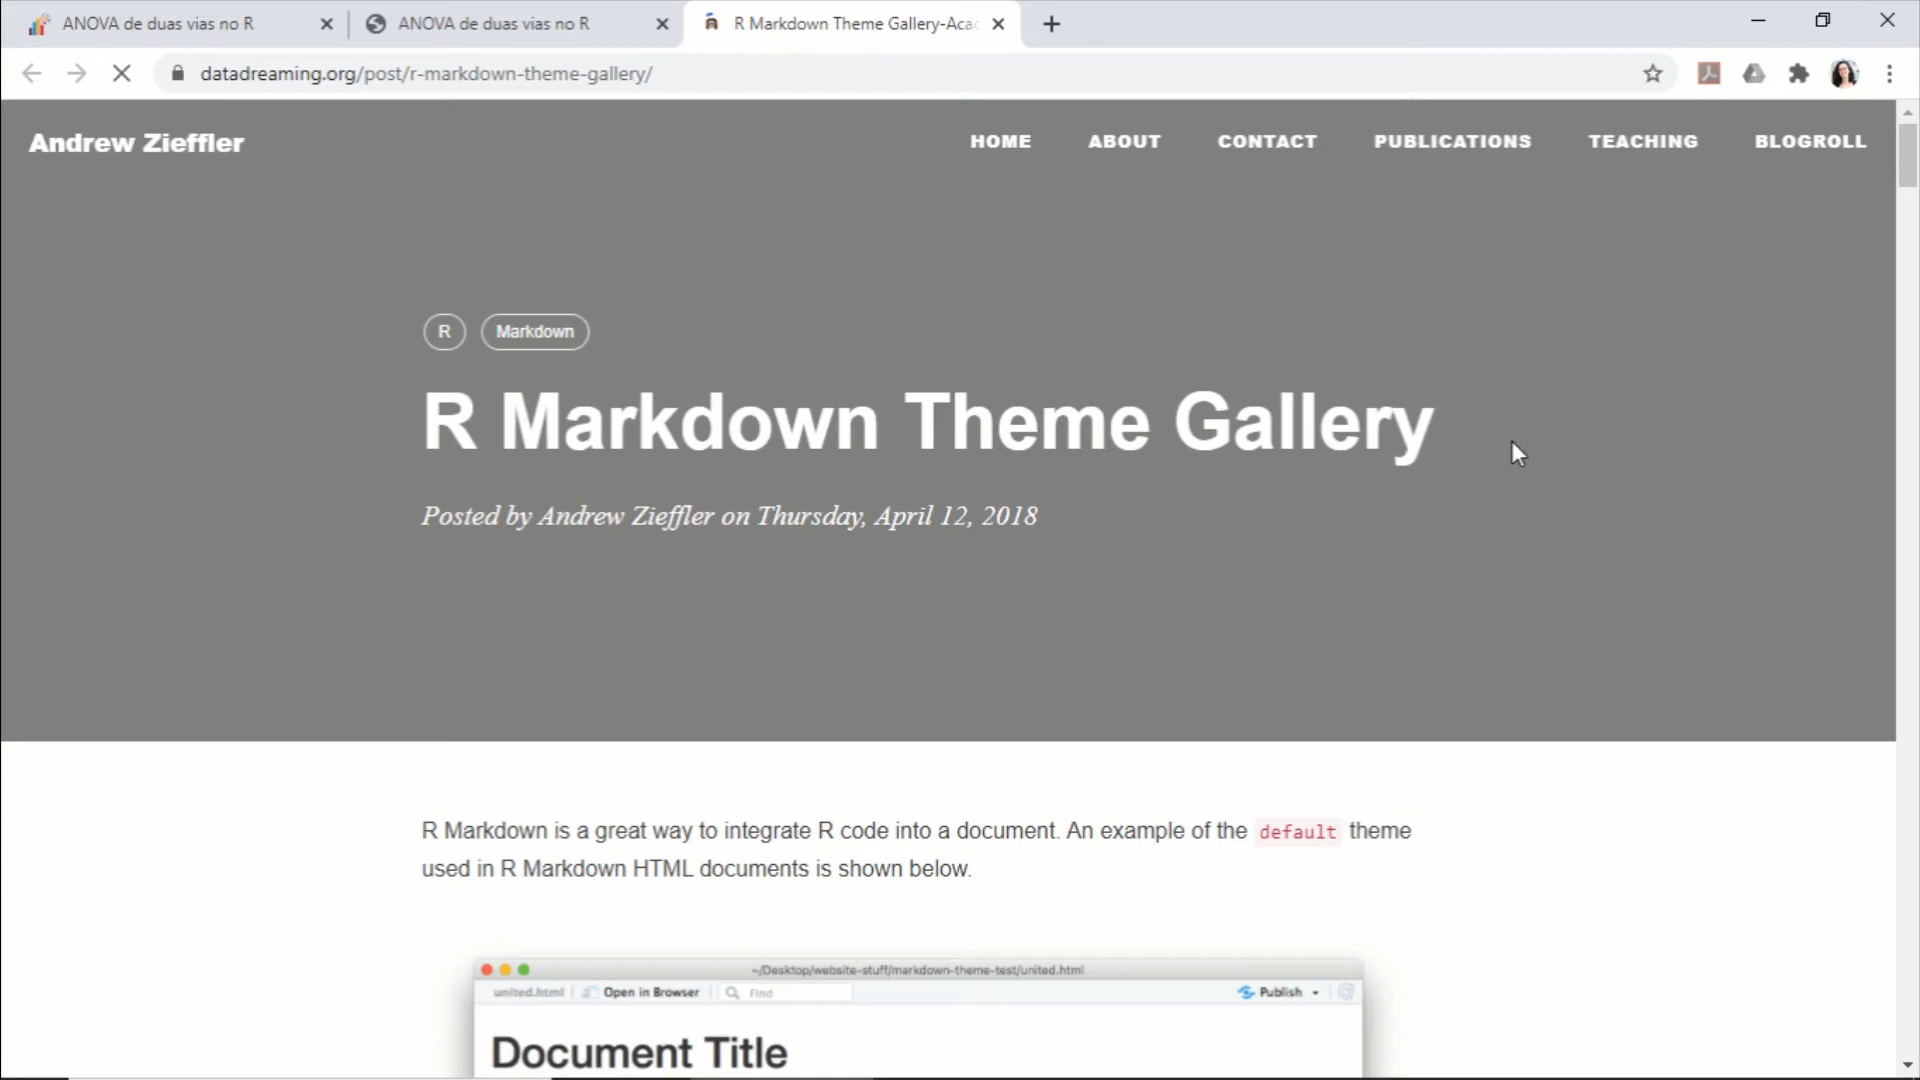 ANOVA de duas vias no R
ANOVA de duas vias no R
R Markdown Theme Gallery-Aca
datadreaming.org/post/r-markdown-theme-gallery/
Andrew Zieffler
HOME
ABOUT
CONTACT
PUBLICATIONS
TEACHING
BLOGROLL
R
Markdown
R Markdown Theme Gallery
Posted by Andrew Zieffler on Thursday, April 12, 2018
R Markdown is a great way to integrate R code into a document. An example of the default theme
used in R Markdown HTML documents is shown below.
~/Desktop/website-stuff/markdown-theme-test/united.html
united.html
Open in Browser
Find
Publish
Document Title